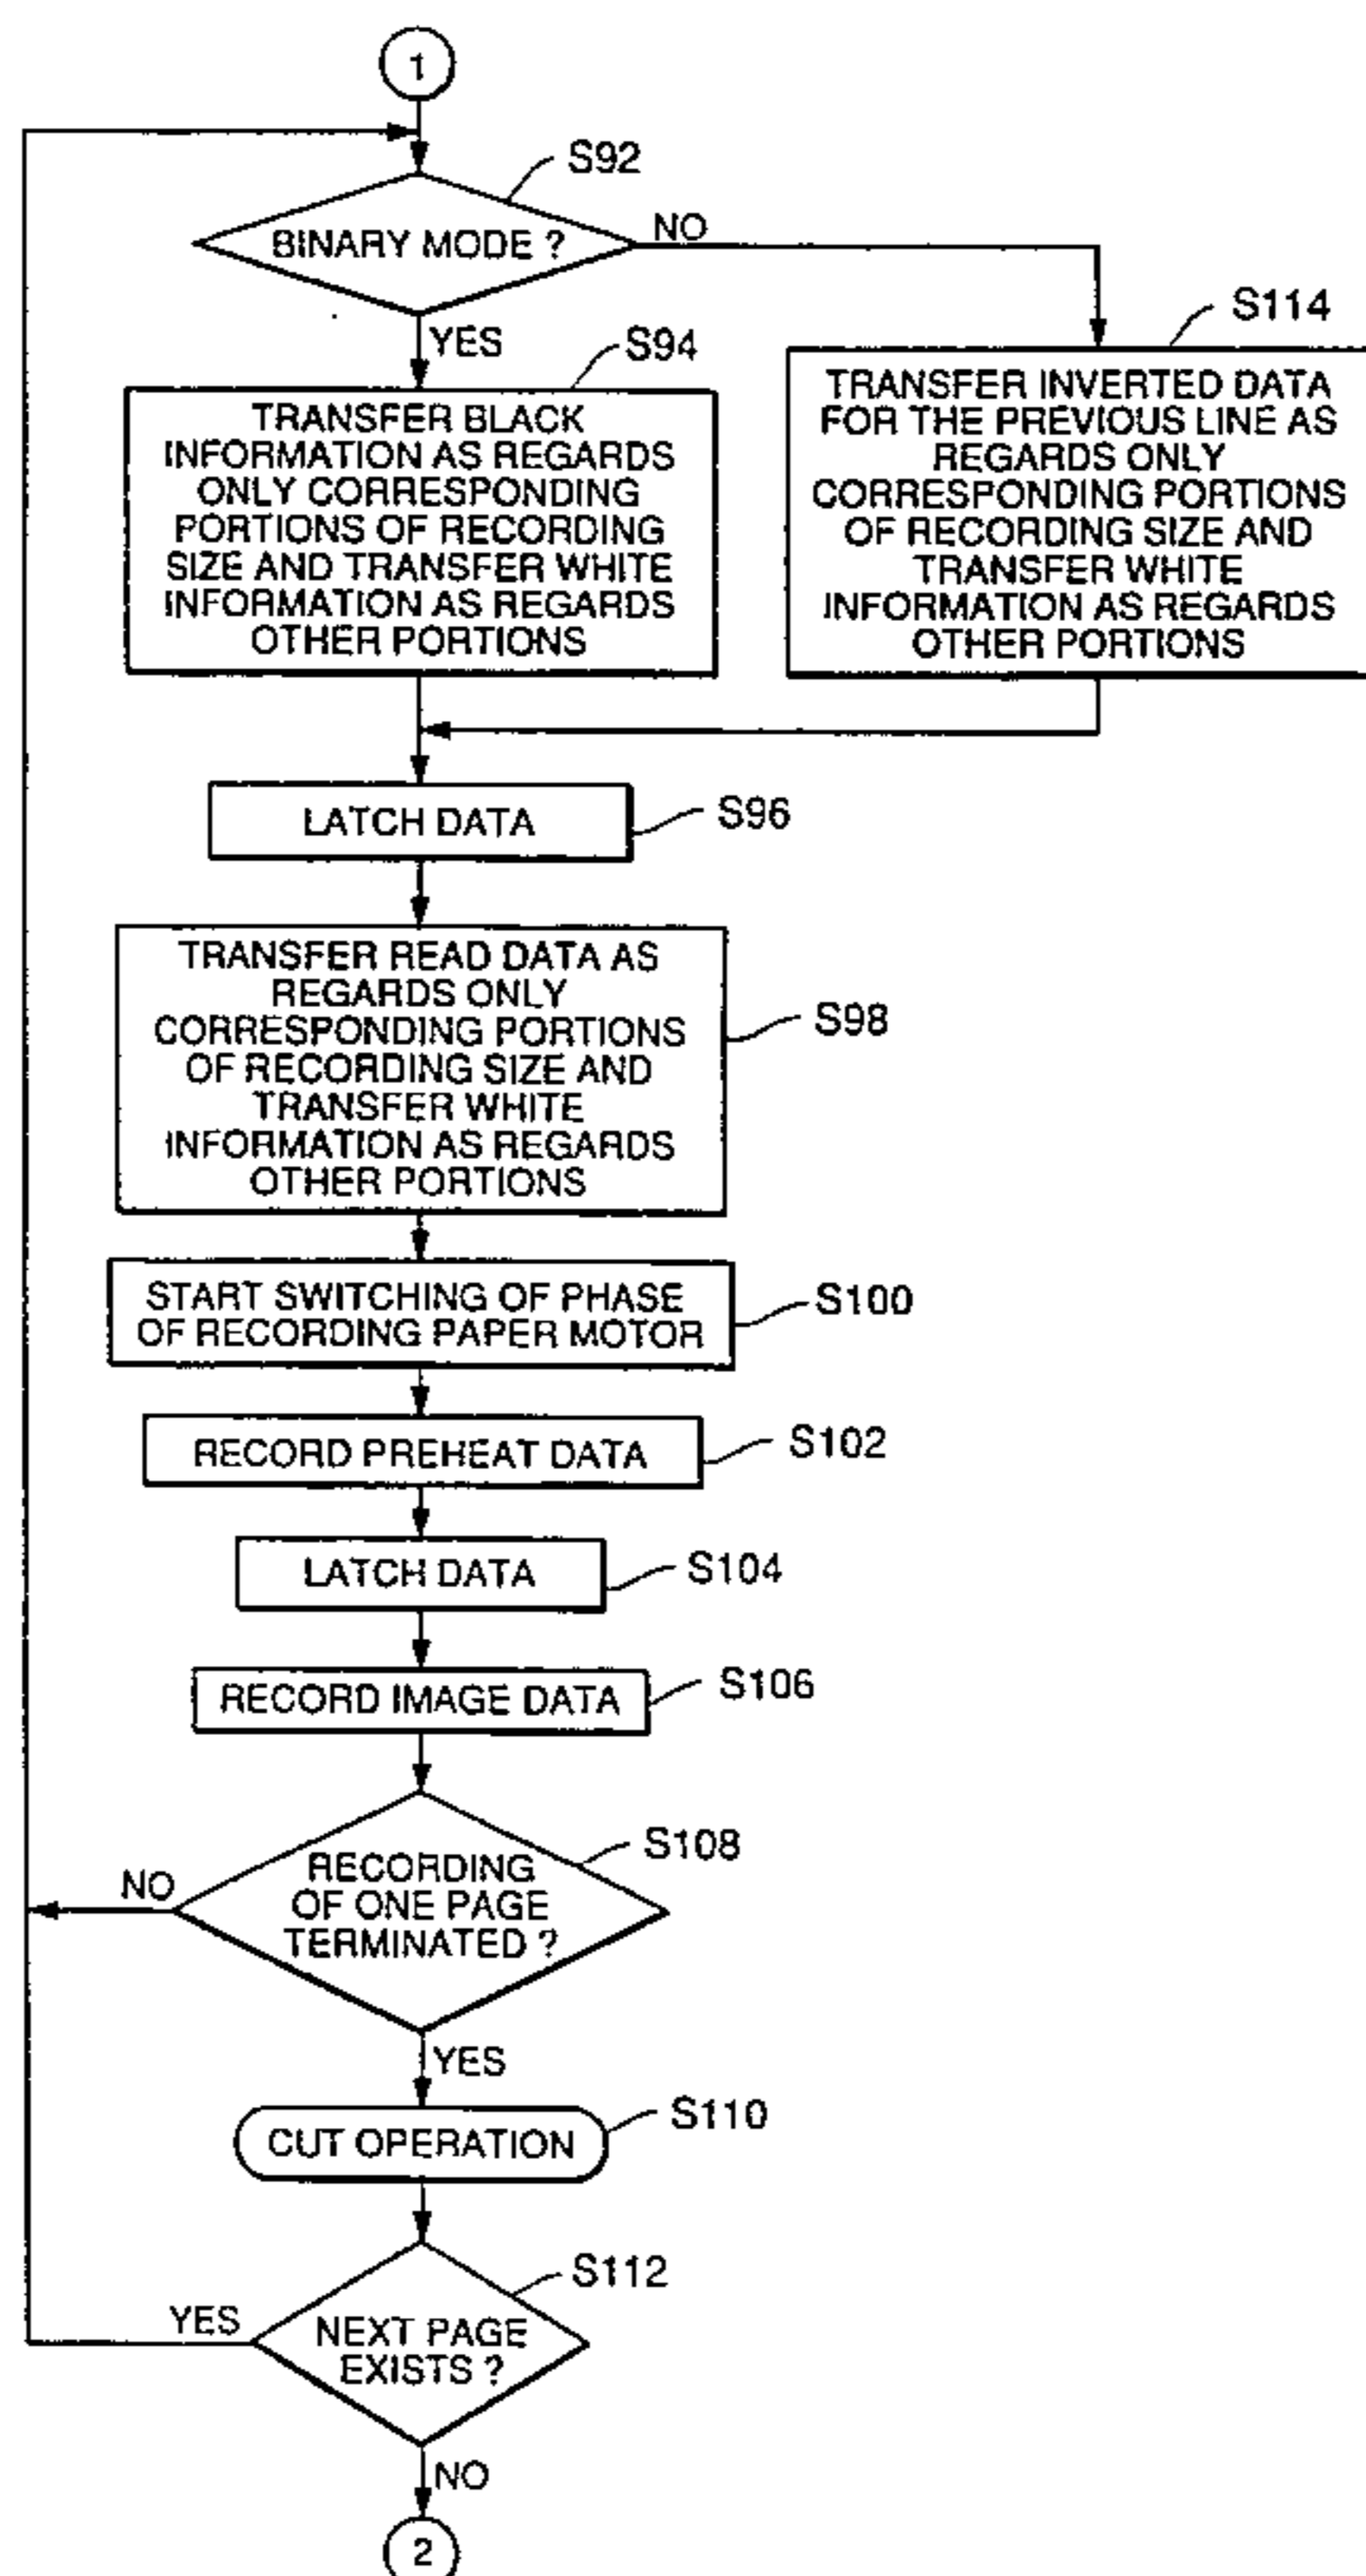 1
S92
BINARY MODE ?
NO
YES
S94
TRANSFER BLACK
INFORMATION AS REGARDS
ONLY CORRESPONDING
PORTIONS OF RECORDING
SIZE AND TRANSFER WHITE
INFORMATION AS REGARDS
OTHER PORTIONS
S114
TRANSFER INVERTED DATA
FOR THE PREVIOUS LINE AS
REGARDS ONLY
CORRESPONDING PORTIONS
OF RECORDING SIZE AND
TRANSFER WHITE
INFORMATION AS REGARDS
OTHER PORTIONS
LATCH DATA
S96
TRANSFER READ DATA AS
REGARDS ONLY
CORRESPONDING PORTIONS
OF RECORDING SIZE AND
TRANSFER WHITE
INFORMATION AS REGARDS
OTHER PORTIONS
S98
START SWITCHING OF PHASE
OF RECORDING PAPER MOTOR
S100
RECORD PREHEAT DATA
S102
LATCH DATA
S104
RECORD IMAGE DATA
S106
S108
RECORDING
OF ONE PAGE
TERMINATED ?
NO
YES
CUT OPERATION
S110
S112
NEXT PAGE
EXISTS ?
YES
NO
2